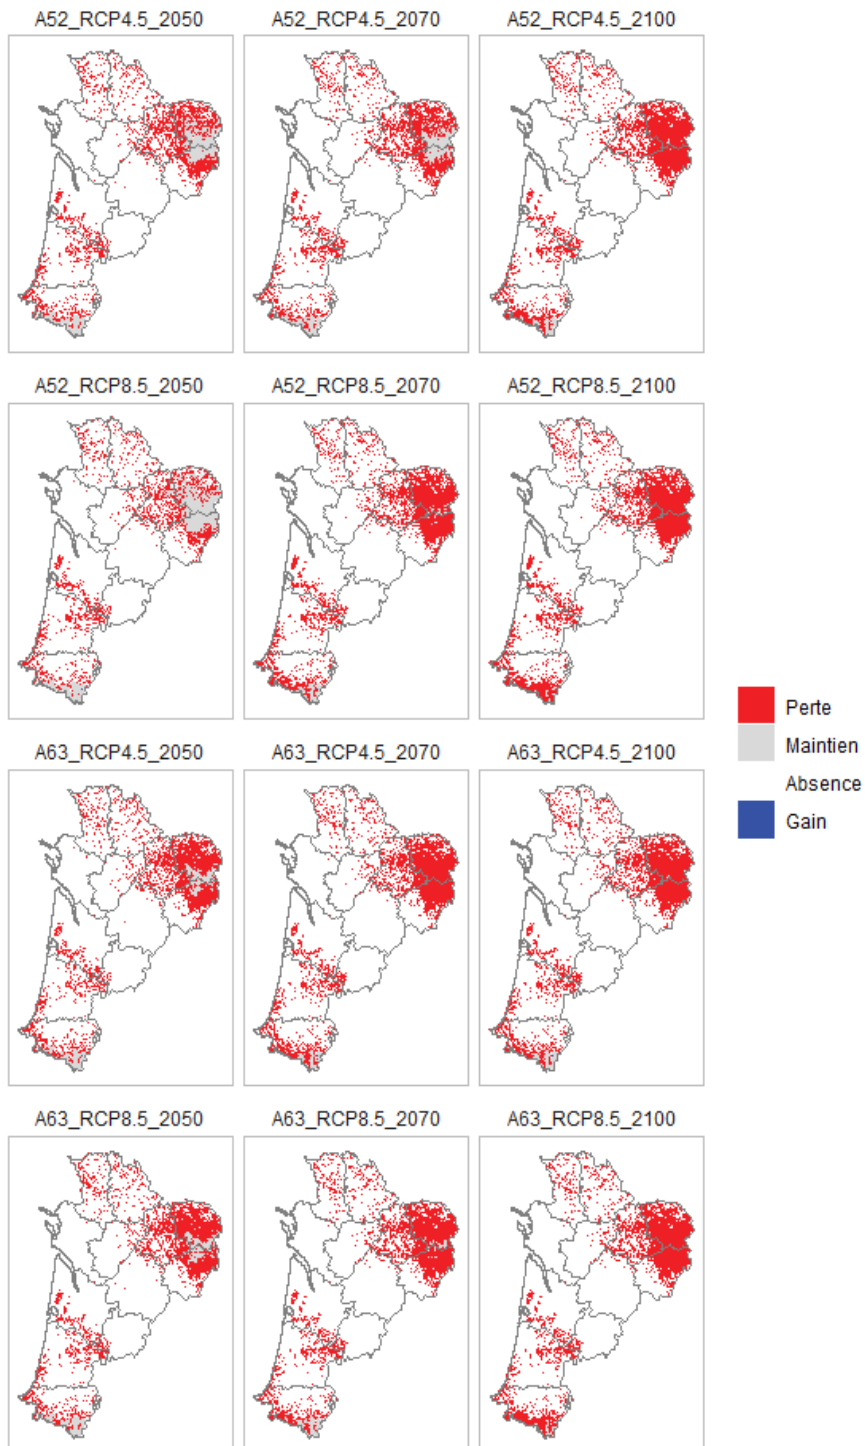 A52_RCP4.5_2050
A52_RCP4.5_2070
A52_RCP4.5_2100
A52_RCP8.5_2050
A52_RCP8.5_2070
A52_RCP8.5_2100
Perte
Maintien
Absence
Gain
A63_RCP4.5_2050
A63_RCP4.5_2070
A63_RCP4.5_2100
A63_RCP8.5_2050
A63_RCP8.5_2070
A63_RCP8.5_2100